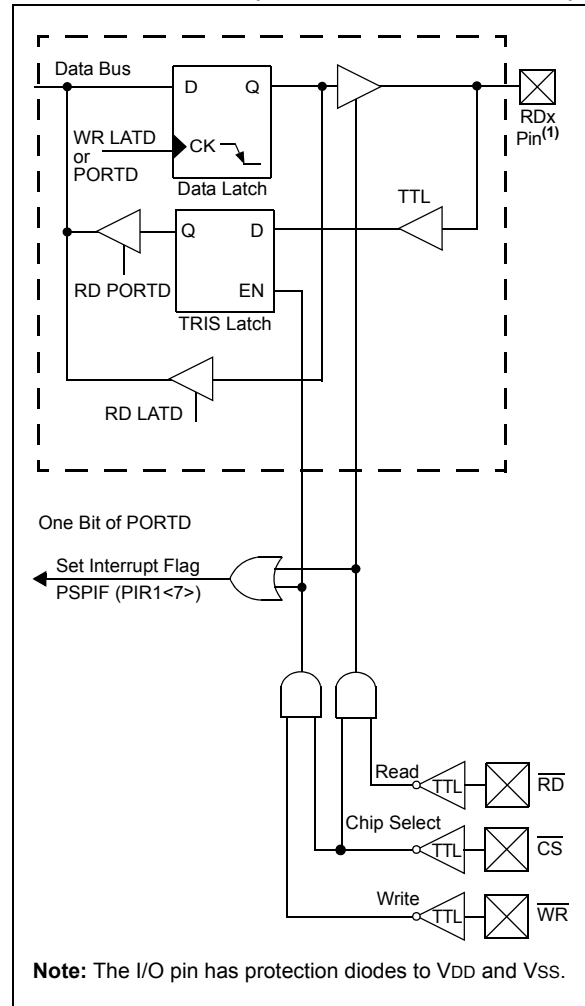 Data Bus
D Q
WR LATD
or
PORTD
CK
Data Latch
RDx
Pin(1)
TTL
Q D
RD PORTD
EN
TRIS Latch
RD LATD
One Bit of PORTD
Set Interrupt Flag
PSPIF (PIR1<7>)
Read
TTL
RD
Chip Select
TTL
CS
Write
TTL
WR
Note: The I/O pin has protection diodes to VDD and VSS.